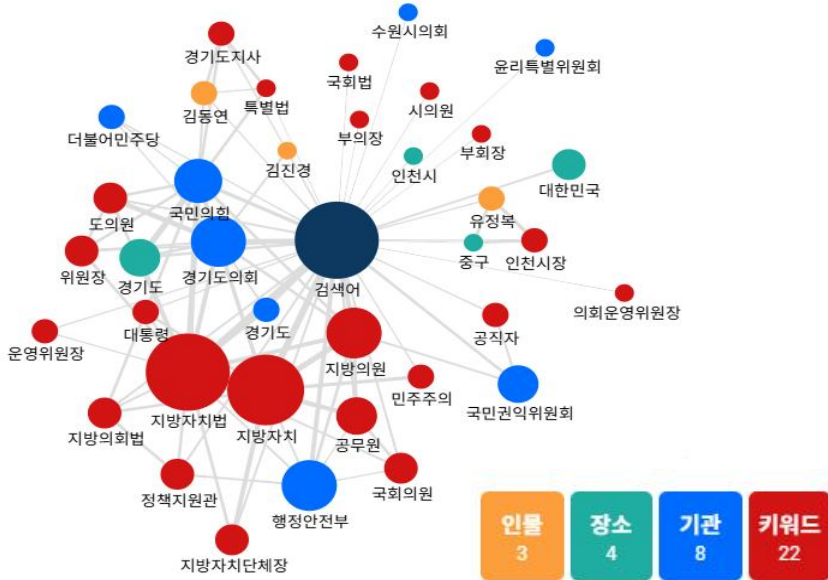 수원시의회
경기도지사
윤리특별위원회
국회법
김동연
특별법
시의원
더불어민주당
부의장
부회장
김진경
인천시
대한민국
국민의힘
도의원
유정복
위원장
경기도
경기도의회
검색어
중구
인천시장
의회운영위원장
대통령
경기도
공직자
운영위원장
지방의원
민주주의
국민권익위원회
지방자치법
지방자치
지방의회법
공무원
정책지원관
행정안전부
국회의원
지방자치단체장
인물 장소 기관 키워드
3 4 8 22